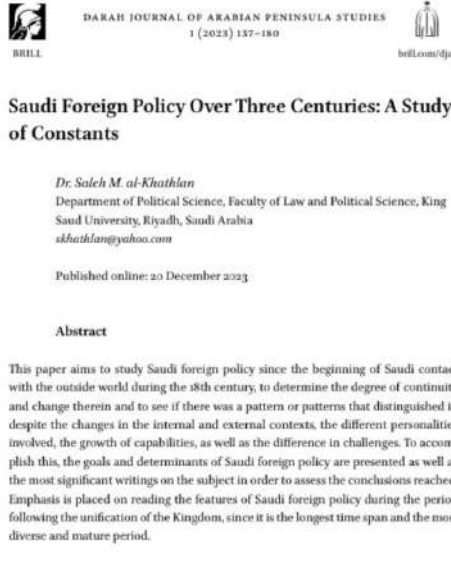 DARAH JOURNAL OF ARABIAN PENINSULA STUDIES
1 (2023) 137–180
BRILL
brill.com/dja
Saudi Foreign Policy Over Three Centuries: A Study
of Constants
Dr. Saleh M. al-Khathlan
Department of Political Science, Faculty of Law and Political Science, King
Saud University, Riyadh, Saudi Arabia
skhathlan@yahoo.com
Published online: 20 December 2023
Abstract
This paper aims to study Saudi foreign policy since the beginning of Saudi contac
with the outside world during the 18th century, to determine the degree of continuit
and change therein and to see if there was a pattern or patterns that distinguished i
despite the changes in the internal and external contexts, the different personalitie
involved, the growth of capabilities, as well as the difference in challenges. To accom
plish this, the goals and determinants of Saudi foreign policy are presented as well a
the most significant writings on the subject in order to assess the conclusions reache
Emphasis is placed on reading the features of Saudi foreign policy during the perio
following the unification of the Kingdom, since it is the longest time span and the mo
diverse and mature period.